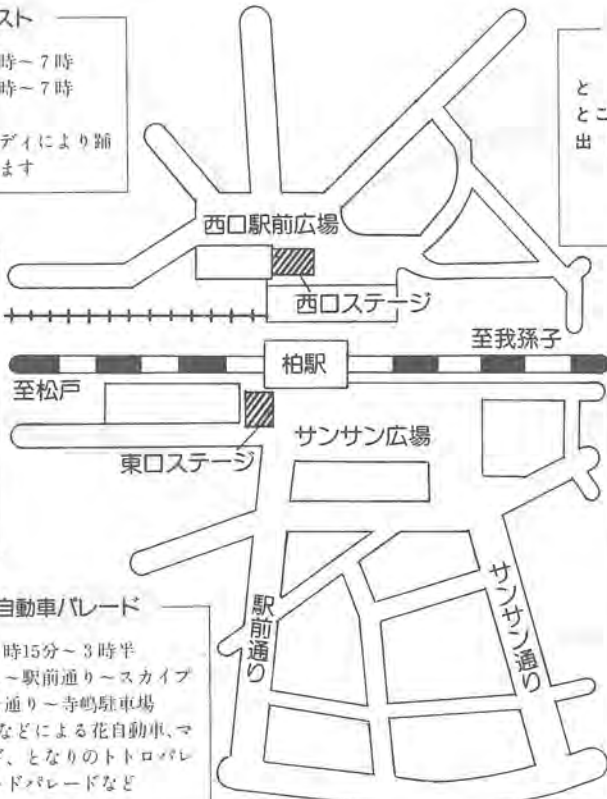 スト
時～7時
時～7時
ディにより踊
ます
と
とこ
出
西口駅前広場
西口ステージ
至我孫子
柏駅
至松戸
サンサン広場
東口ステージ
駅前通り
サンサン通り
自動車パレード
時15分～3時半
～駅前通り～スカイプ
通り～寺嶋駐車場
などによる花自動車、マ
、となりのトトロパレ
ードパレードなど